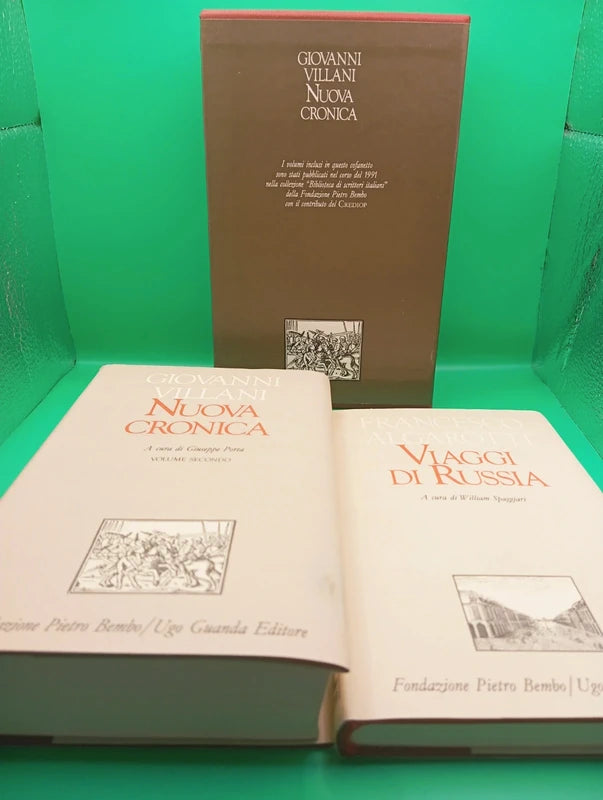 GIOVANNI
VILLANI
NUOVA
CRONICA
I volumi inclusi in questo cofanetto
sono stati pubblicati nel corso del 1991
nella collezione "Biblioteca di scrittori italiani"
della Fondazione Pietro Bembo
con il contributo del CREDIOP
GIOVANNI
VILLANI
NUOVA
CRONICA
A cura di Giuseppe Porta
VOLUME SECONDO
azione Pietro Bembo/Ugo Guanda Editore
FRANCESCO
ALGAROTTI
VIAGGI
DI RUSSIA
A cura di William Spaggiari
Fondazione Pietro Bembo/Ugo